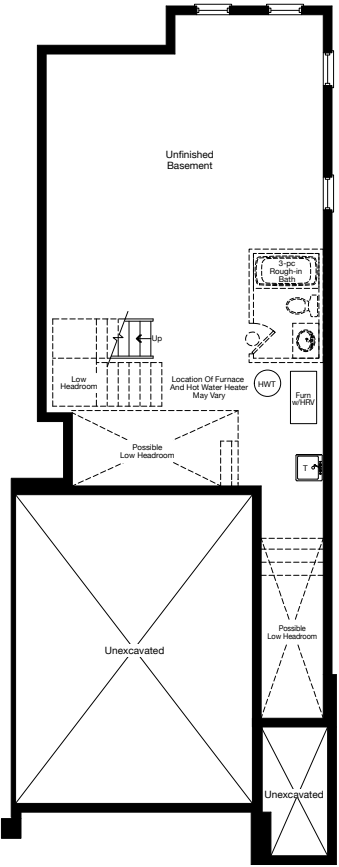 Unfinished
Basement
3-pc
Rough-in
Bath
Up
Low
Headroom
Location Of Furnace
And Hot Water Heater
May Vary
HWT
Furn
w/HRV
Possible
Low Headroom
T
Possible
Low Headroom
Unexcavated
Unexcavated